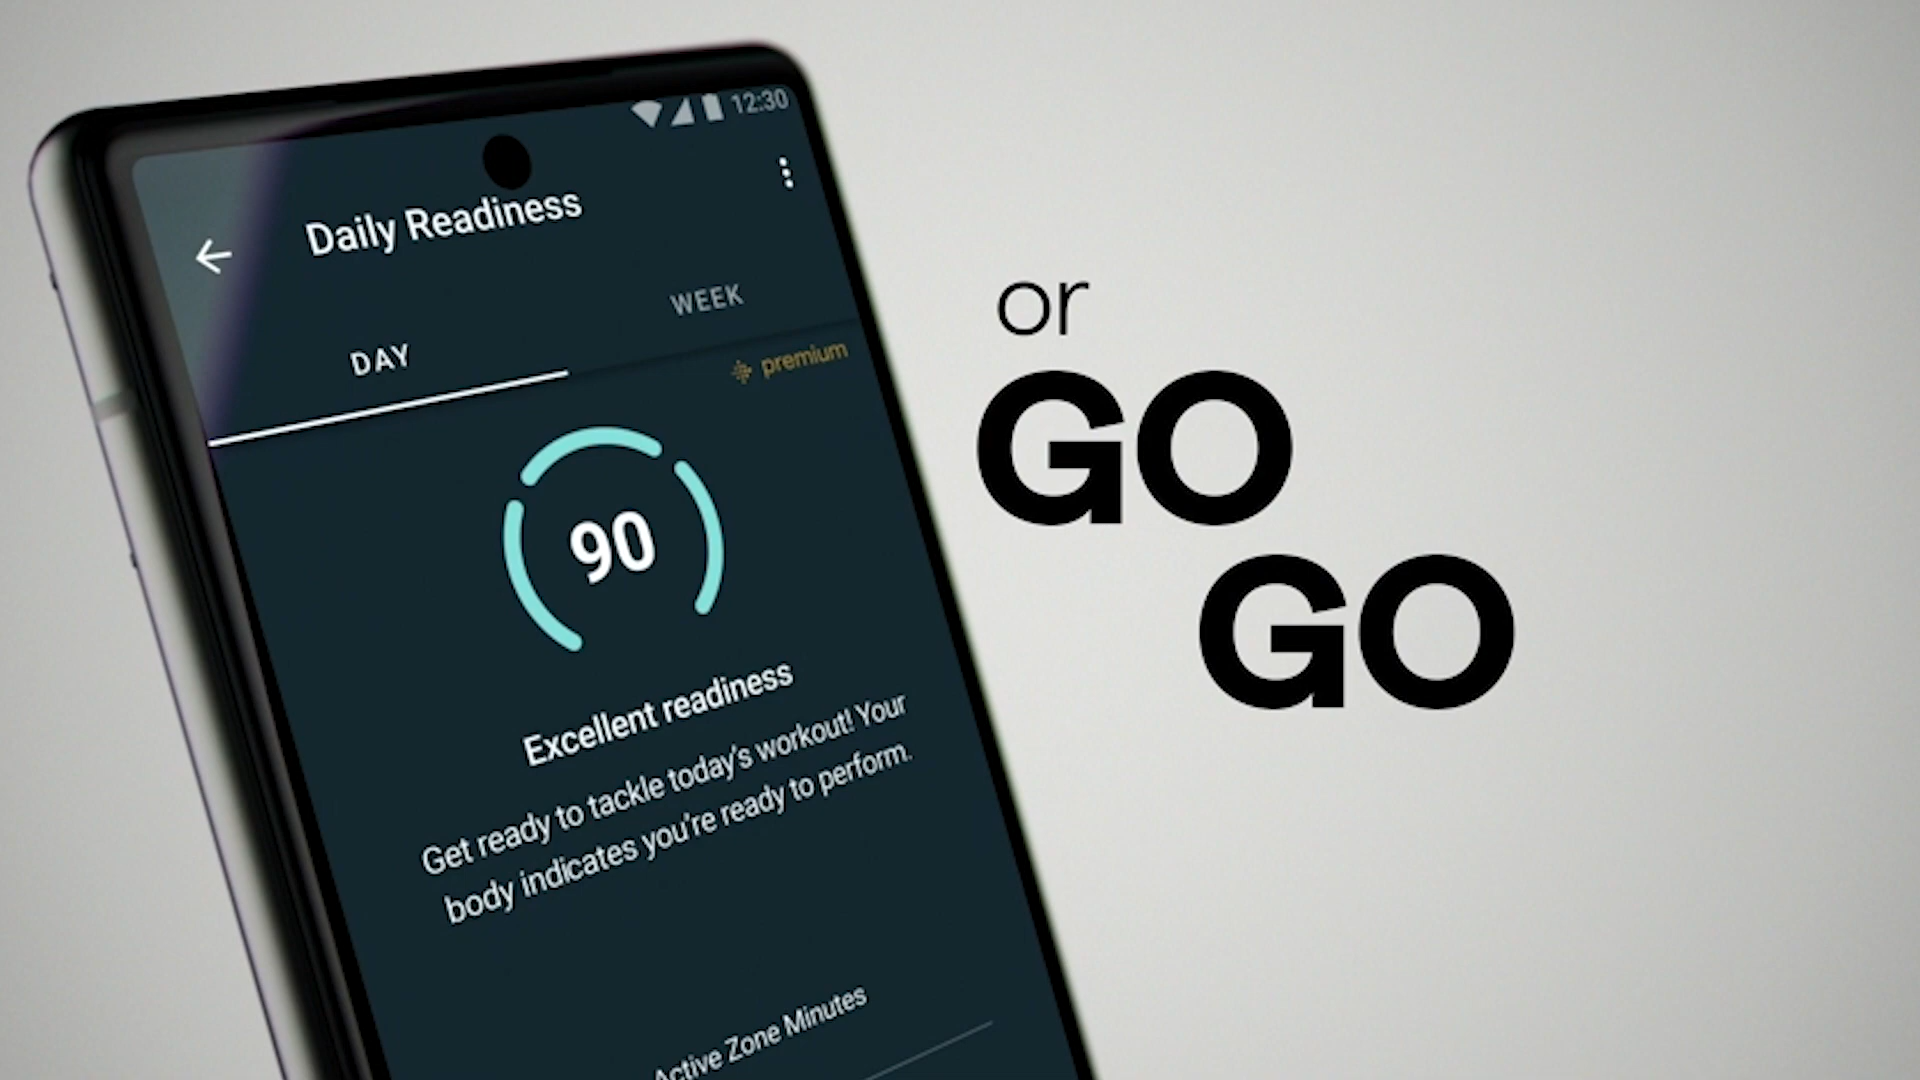 12:30
Daily Readiness
DAY
WEEK
premium
90
Excellent readiness
Get ready to tackle today's workout! Your
body indicates you're ready to perform.
Active Zone Minutes
or
GO
GO